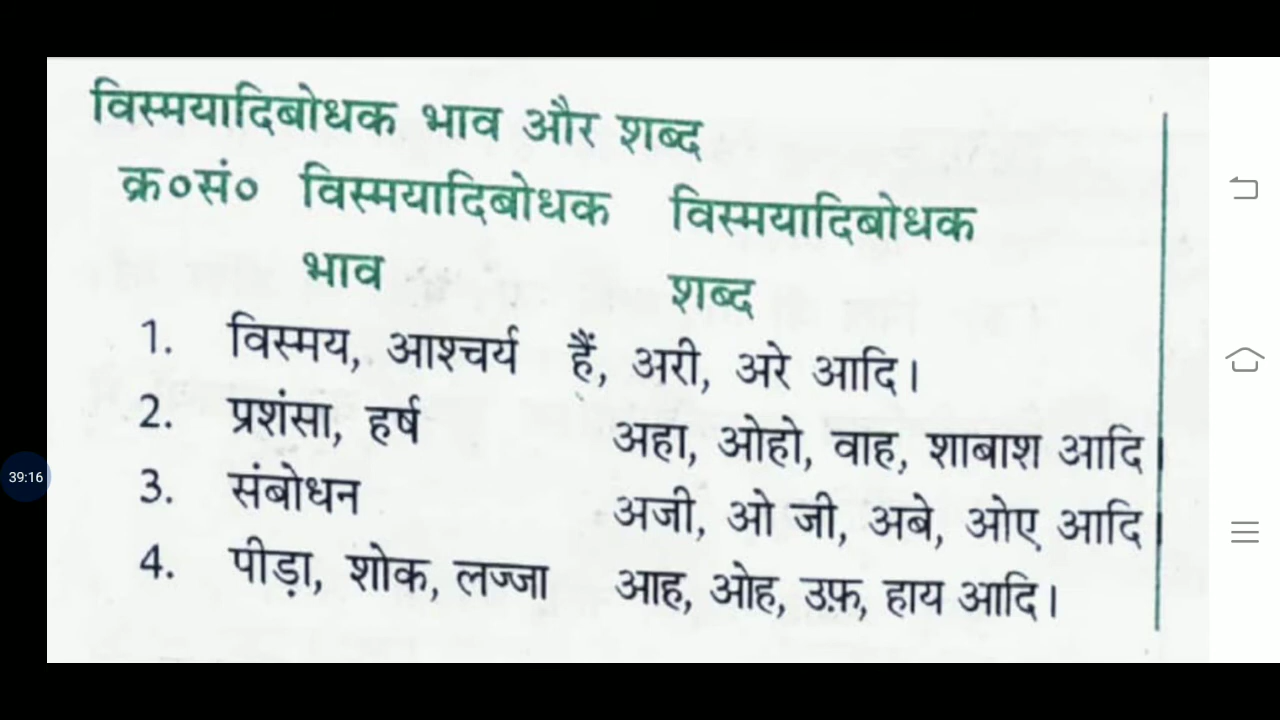 विस्मयादिबोधक भाव और शब्द
क्र०सं० विस्मयादिबोधक विस्मयादिबोधक
भाव शब्द
1. विस्मय, आश्चर्य हैं, अरी, अरे आदि।
2. प्रशंसा, हर्ष अहा, ओहो, वाह, शाबाश आदि।
3. संबोधन अजी, ओ जी, अबे, ओए आदि।
4. पीड़ा, शोक, लज्जा आह, ओह, उफ़, हाय आदि।
39:16